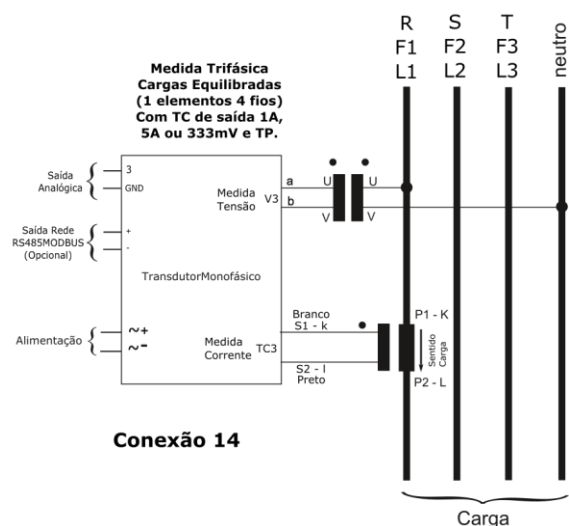 R S T
F1 F2 F3
L1 L2 L3
neutro
Medida Trifásica
Cargas Equilibradas
(1 elementos 4 fios)
Com TC de saída 1A,
5A ou 333mV e TP.
Saída
Analógica
3
GND
Medida
Tensão
V3
a
b
U U
V V
Saída Rede
RS485MODBUS
(Opcional)
+
-
TransdutorMonofásico
Alimentação
~+
~-
Medida
Corrente
TC3
Branco
S1 - k
S2 - l
Preto
P1 - K
Sentido
Carga
P2 - L
Conexão 14
Carga